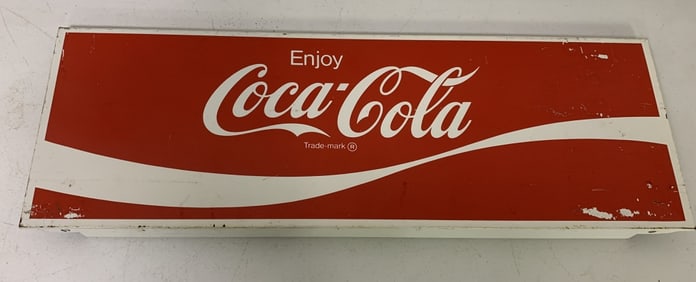 Enjoy
Coca-Cola
Trade-mark ®